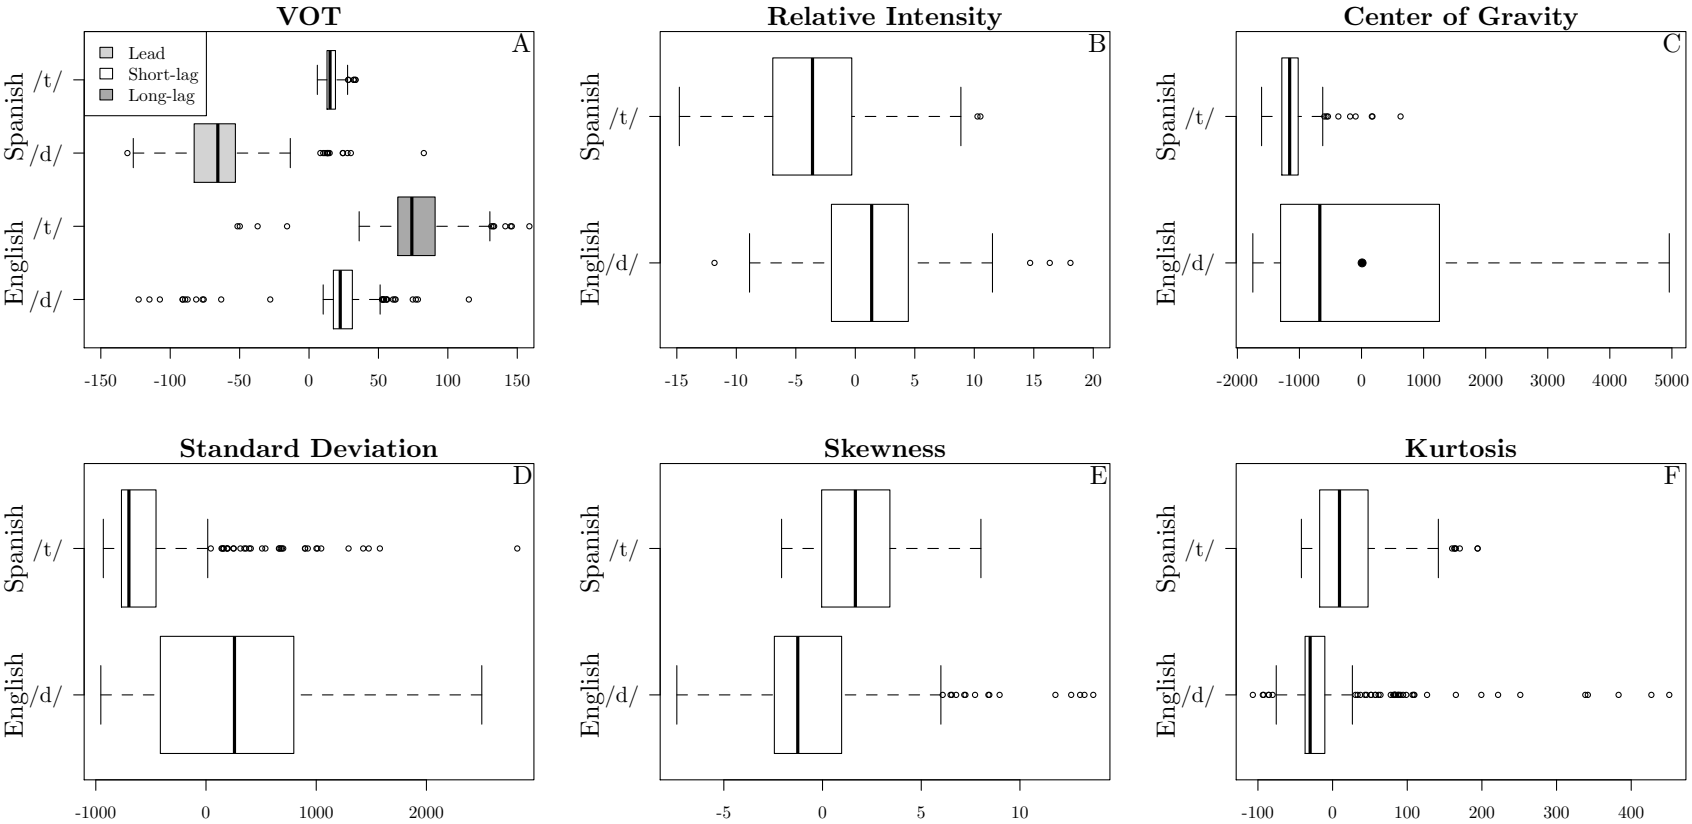 VOT
A
Lead
Short-lag
Long-lag
Spanish
/t/
/d/
English
/t/
/d/
-150 -100 -50 0 50 100 150
Relative Intensity
B
Spanish
/t/
English
/d/
-15 -10 -5 0 5 10 15 20
Center of Gravity
C
Spanish
/t/
English
/d/
-2000 -1000 0 1000 2000 3000 4000 5000
Standard Deviation
D
Spanish
/t/
English
/d/
-1000 0 1000 2000
Skewness
E
Spanish
/t/
English
/d/
-5 0 5 10
Kurtosis
F
Spanish
/t/
English
/d/
-100 0 100 200 300 400